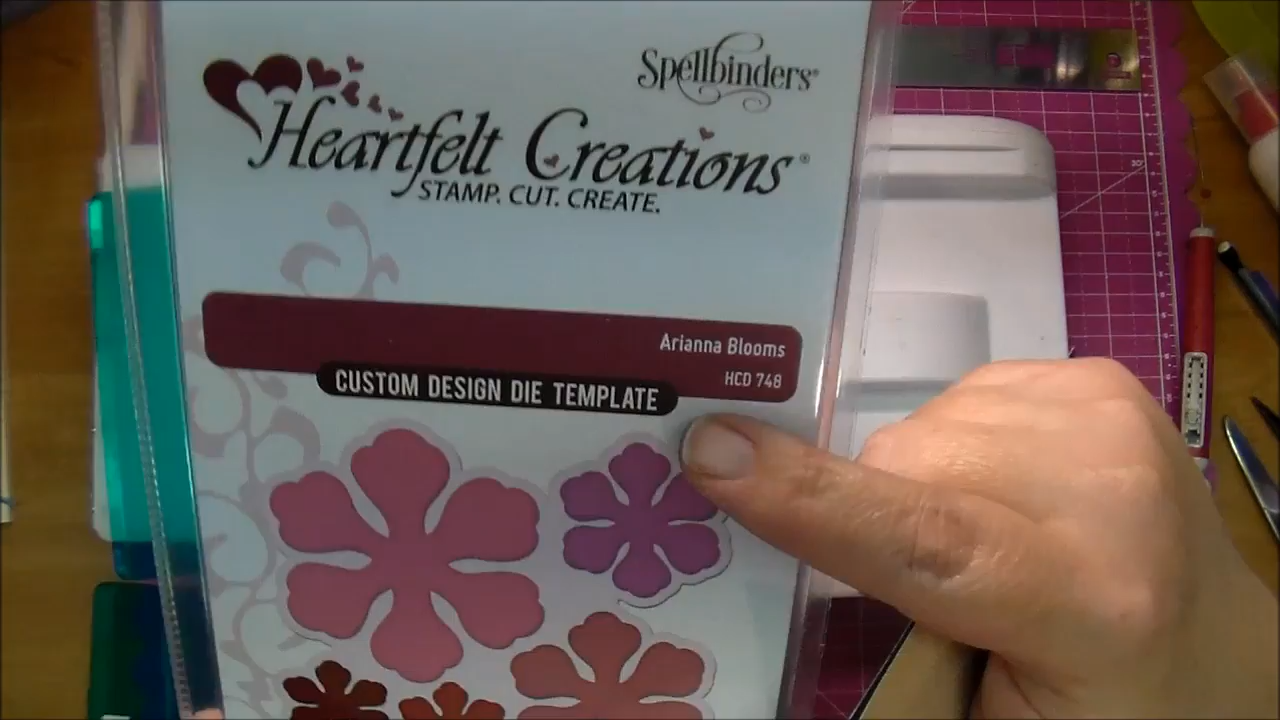 Spellbinders®
Heartfelt Creations®
STAMP. CUT. CREATE.
Arianna Blooms
HCD 748
CUSTOM DESIGN DIE TEMPLATE